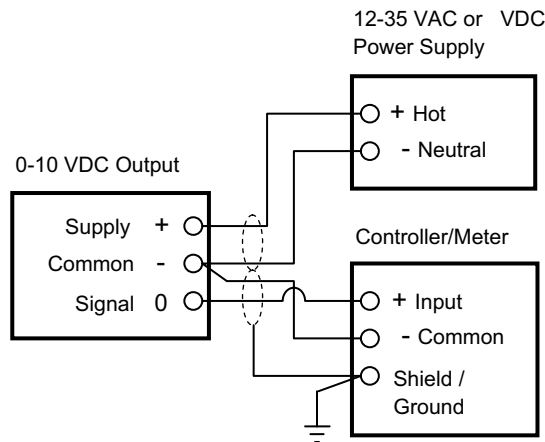 12-35 VAC or VDC
Power Supply
+ Hot
- Neutral
0-10 VDC Output
Supply +
Common -
Signal 0
Controller/Meter
+ Input
- Common
Shield /
Ground